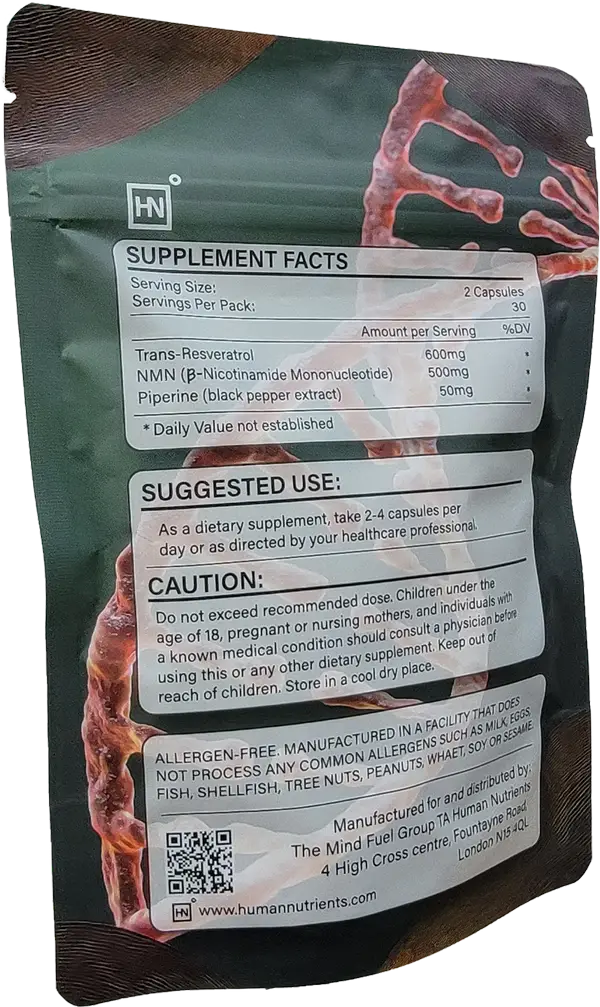 HN
SUPPLEMENT FACTS
Serving Size: 2 Capsules
Servings Per Pack: 30
Amount per Serving %DV
Trans-Resveratrol 600mg *
NMN (β-Nicotinamide Mononucleotide) 500mg *
Piperine (black pepper extract) 50mg *
* Daily Value not established
SUGGESTED USE:
As a dietary supplement, take 2-4 capsules per
day or as directed by your healthcare professional.
CAUTION:
Do not exceed recommended dose. Children under the
age of 18, pregnant or nursing mothers, and individuals with
a known medical condition should consult a physician before
using this or any other dietary supplement. Keep out of
reach of children. Store in a cool dry place.
ALLERGEN-FREE. MANUFACTURED IN A FACILITY THAT DOES
NOT PROCESS ANY COMMON ALLERGENS SUCH AS MILK, EGGS,
FISH, SHELLFISH, TREE NUTS, PEANUTS, WHAET, SOY OR SESAME.
Manufactured for and distributed by:
The Mind Fuel Group TA Human Nutrients
4 High Cross centre, Fountayne Road,
London N15 4QL
HN www.humannutrients.com